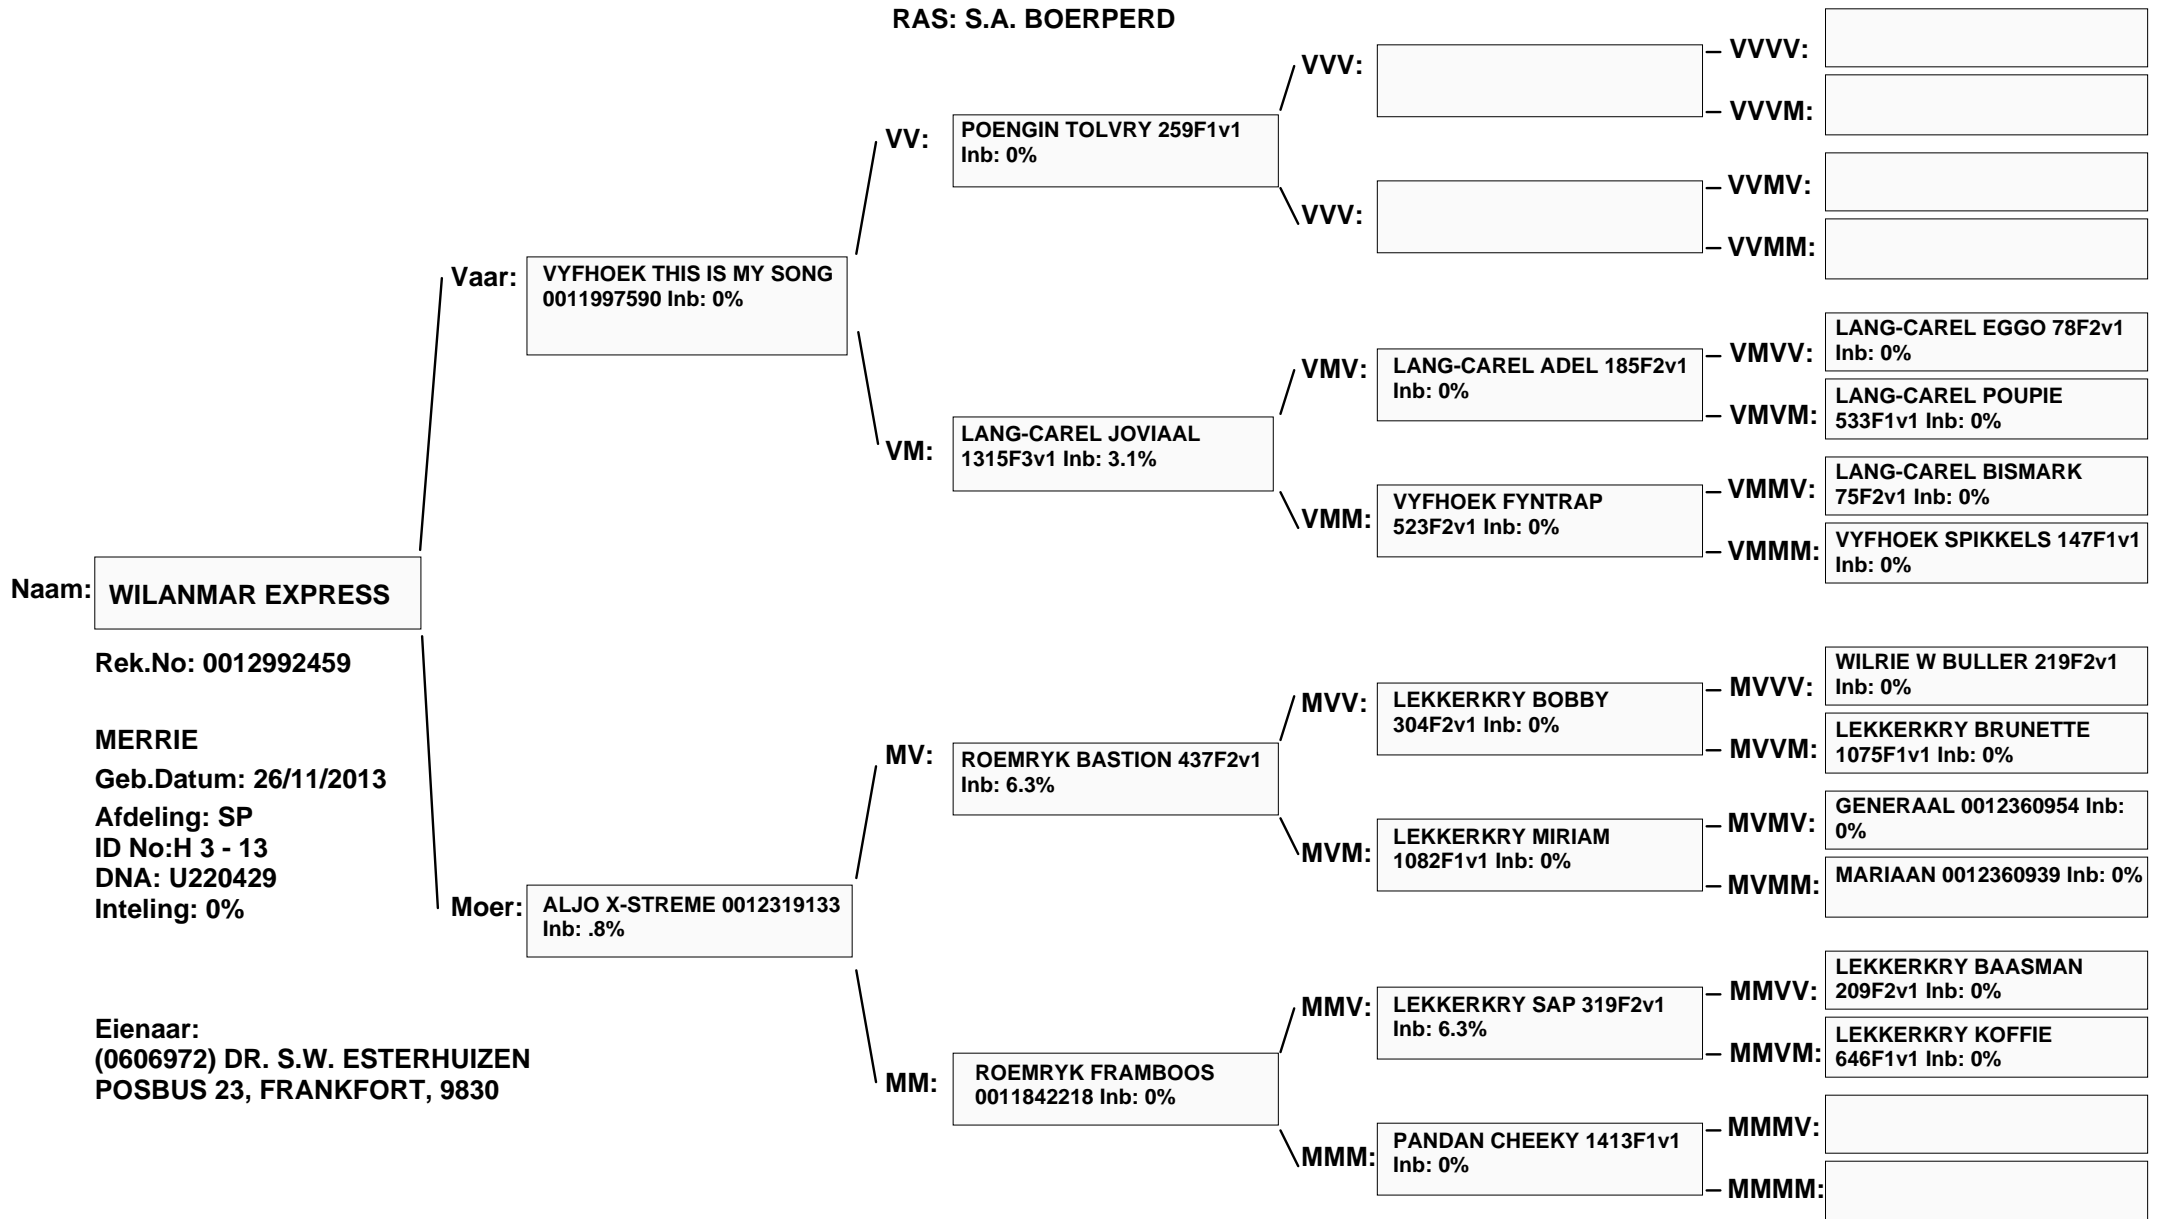 RAS: S.A. BOERPERD
Naam:
WILANMAR EXPRESS
Rek.No: 0012992459
MERRIE
Geb.Datum: 26/11/2013
Afdeling: SP
ID No:H 3 - 13
DNA: U220429
Inteling: 0%
Eienaar:
(0606972) DR. S.W. ESTERHUIZEN
POSBUS 23, FRANKFORT, 9830
Vaar:
VYFHOEK THIS IS MY SONG
0011997590 Inb: 0%
Moer:
ALJO X-STREME 0012319133
Inb: .8%
VV:
POENGIN TOLVRY 259F1v1
Inb: 0%
VM:
LANG-CAREL JOVIAAL
1315F3v1 Inb: 3.1%
MV:
ROEMRYK BASTION 437F2v1
Inb: 6.3%
MM:
ROEMRYK FRAMBOOS
0011842218 Inb: 0%
VVV:
VVV:
VMV:
LANG-CAREL ADEL 185F2v1
Inb: 0%
VMM:
VYFHOEK FYNTRAP
523F2v1 Inb: 0%
MVV:
LEKKERKRY BOBBY
304F2v1 Inb: 0%
MVM:
LEKKERKRY MIRIAM
1082F1v1 Inb: 0%
MMV:
LEKKERKRY SAP 319F2v1
Inb: 6.3%
MMM:
PANDAN CHEEKY 1413F1v1
Inb: 0%
VVVV:
VVVM:
VVMV:
VVMM:
VMVV:
LANG-CAREL EGGO 78F2v1
Inb: 0%
VMVM:
LANG-CAREL POUPIE
533F1v1 Inb: 0%
VMMV:
LANG-CAREL BISMARK
75F2v1 Inb: 0%
VMMM:
VYFHOEK SPIKKELS 147F1v1
Inb: 0%
MVVV:
WILRIE W BULLER 219F2v1
Inb: 0%
MVVM:
LEKKERKRY BRUNETTE
1075F1v1 Inb: 0%
MVMV:
GENERAAL 0012360954 Inb:
0%
MVMM:
MARIAAN 0012360939 Inb: 0%
MMVV:
LEKKERKRY BAASMAN
209F2v1 Inb: 0%
MMVM:
LEKKERKRY KOFFIE
646F1v1 Inb: 0%
MMMV:
MMMM: